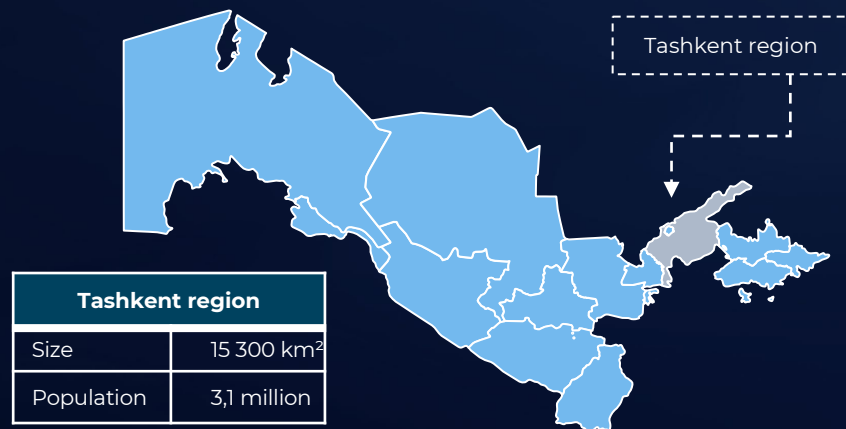 Tashkent region
Tashkent region
Size 15 300 km²
Population 3,1 million